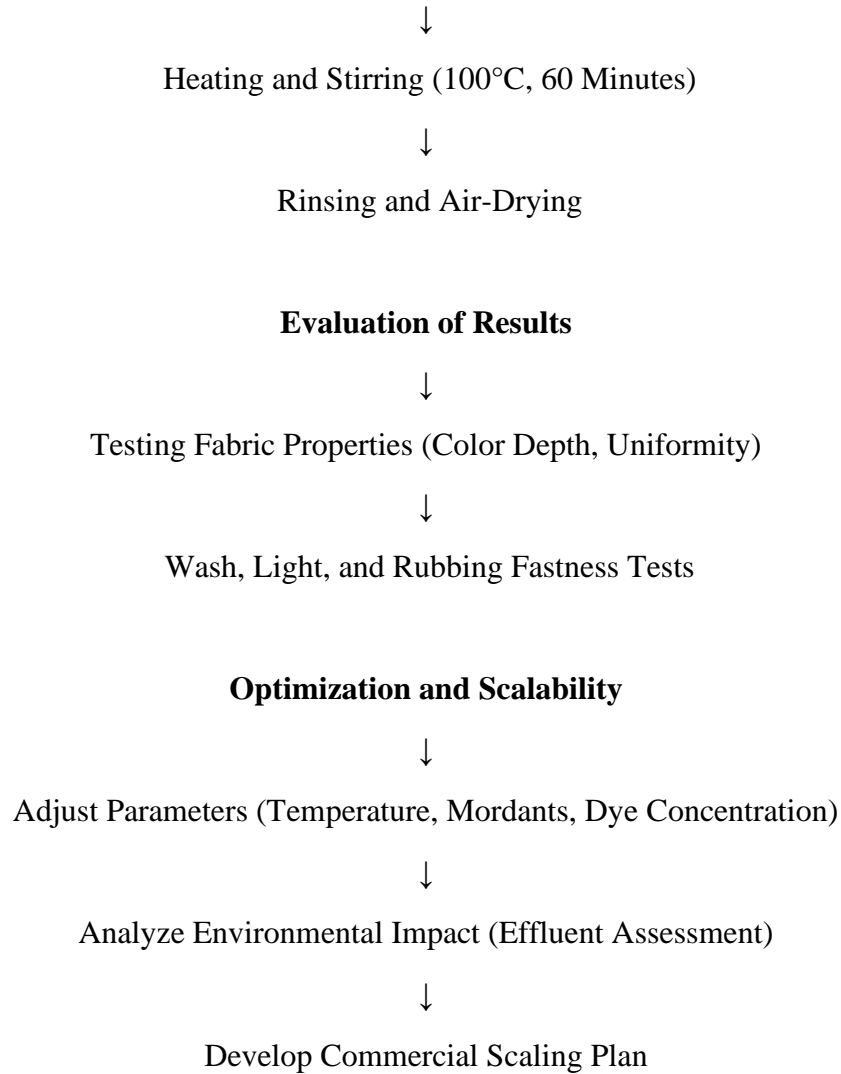 ↓
Heating and Stirring (100°C, 60 Minutes)
↓
Rinsing and Air-Drying
Evaluation of Results
↓
Testing Fabric Properties (Color Depth, Uniformity)
↓
Wash, Light, and Rubbing Fastness Tests
Optimization and Scalability
↓
Adjust Parameters (Temperature, Mordants, Dye Concentration)
↓
Analyze Environmental Impact (Effluent Assessment)
↓
Develop Commercial Scaling Plan